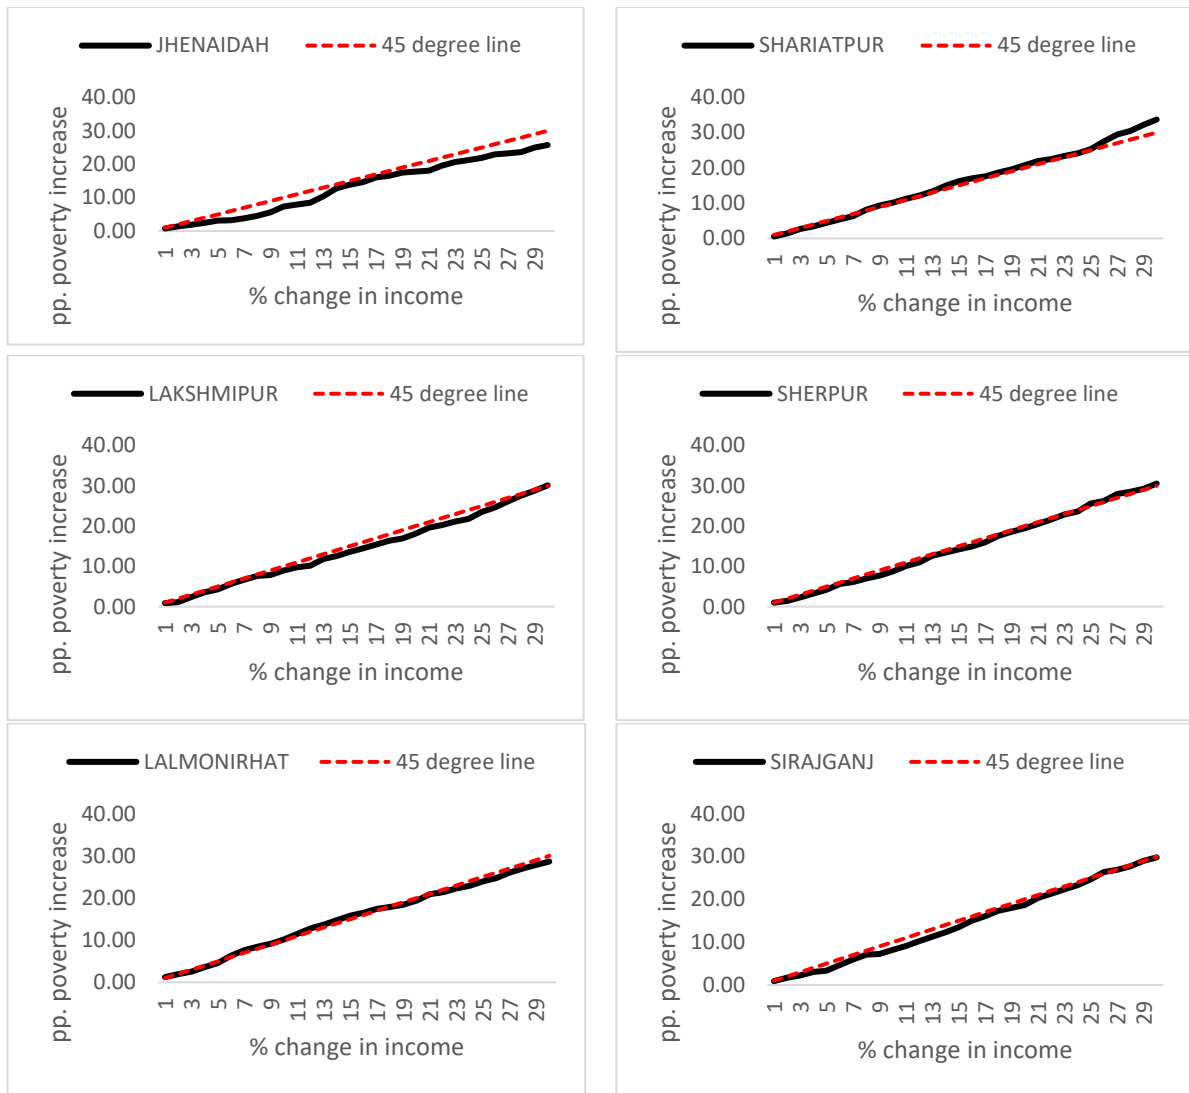 JHENAIDAH 45 degree line
pp. poverty increase
40.00
30.00
20.00
10.00
0.00
1 3 5 7 9 11 13 15 17 19 21 23 25 27 29
% change in income
SHARIATPUR 45 degree line
pp. poverty increase
40.00
30.00
20.00
10.00
0.00
1 3 5 7 9 11 13 15 17 19 21 23 25 27 29
% change in income
LAKSHMIPUR 45 degree line
pp. poverty increase
40.00
30.00
20.00
10.00
0.00
1 3 5 7 9 11 13 15 17 19 21 23 25 27 29
% change in income
SHERPUR 45 degree line
pp. poverty increase
40.00
30.00
20.00
10.00
0.00
1 3 5 7 9 11 13 15 17 19 21 23 25 27 29
% change in income
LALMONIRHAT 45 degree line
pp. poverty increase
40.00
30.00
20.00
10.00
0.00
1 3 5 7 9 11 13 15 17 19 21 23 25 27 29
% change in income
SIRAJGANJ 45 degree line
pp. poverty increase
40.00
30.00
20.00
10.00
0.00
1 3 5 7 9 11 13 15 17 19 21 23 25 27 29
% change in income